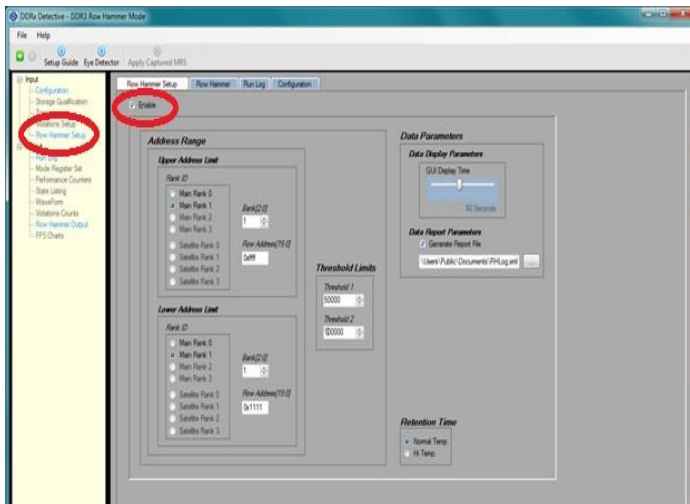 DDRx Detective - DDR3 Row Hammer Mode
File Help
Setup Guide Eye Detector Apply Captured MRS
Input
Configuration
Storage Qualification
Violations Setup
Row Hammer Setup
Run Log
Mode Register Set
Performance Counters
State Listing
Waveform
Violations Counts
Row Hammer Output
FPS Charts
Row Hammer Setup Row Hammer Run Log Configuration
Enable
Address Range
Upper Address Limit
Rank ID
Main Rank 0
Main Rank 1
Main Rank 2
Main Rank 3
Satellite Rank 0
Satellite Rank 1
Satellite Rank 2
Satellite Rank 3
Bank[2:0]
1
Row Address[15:0]
0xffff
Lower Address Limit
Rank ID
Main Rank 0
Main Rank 1
Main Rank 2
Main Rank 3
Satellite Rank 0
Satellite Rank 1
Satellite Rank 2
Satellite Rank 3
Bank[2:0]
1
Row Address[15:0]
0x1111
Threshold Limits
Threshold 1
50000
Threshold 2
100000
Data Parameters
Data Display Parameters
GUI Display Time
Seconds
Data Report Parameters
Generate Report File
\Users\Public\Documents\RHLog.xml
...
Retention Time
Normal Temp.
Hi Temp.